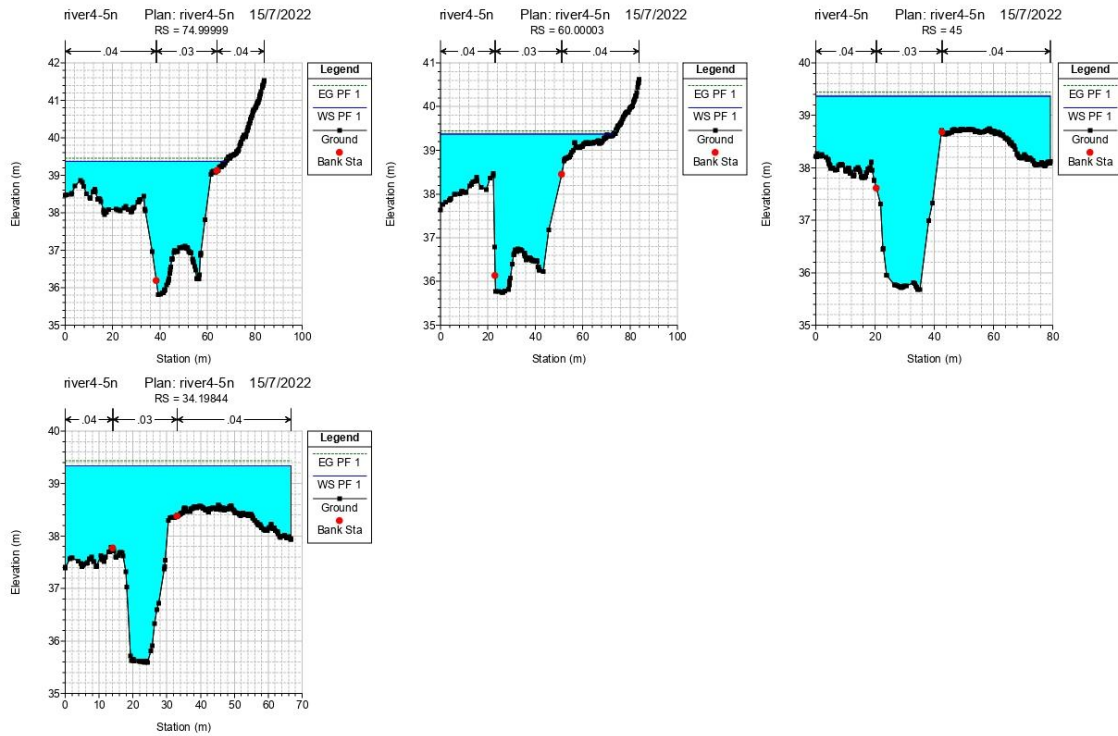 river4-5n Plan: river4-5n 15/7/2022
RS = 74.99999
.04 .03 .04
Legend
EG PF 1
WS PF 1
Ground
Bank Sta
42
41
40
39
38
37
36
35
Elevation (m)
0 20 40 60 80 100
Station (m)
river4-5n Plan: river4-5n 15/7/2022
RS = 60.00003
.04 .03 .04
Legend
EG PF 1
WS PF 1
Ground
Bank Sta
41
40
39
38
37
36
35
Elevation (m)
0 20 40 60 80 100
Station (m)
river4-5n Plan: river4-5n 15/7/2022
RS = 45
.04 .03 .04
Legend
EG PF 1
WS PF 1
Ground
Bank Sta
40
39
38
37
36
35
Elevation (m)
0 20 40 60 80
Station (m)
river4-5n Plan: river4-5n 15/7/2022
RS = 34.19844
.04 .03 .04
Legend
EG PF 1
WS PF 1
Ground
Bank Sta
40
39
38
37
36
35
34
Elevation (m)
0 10 20 30 40 50 60 70
Station (m)